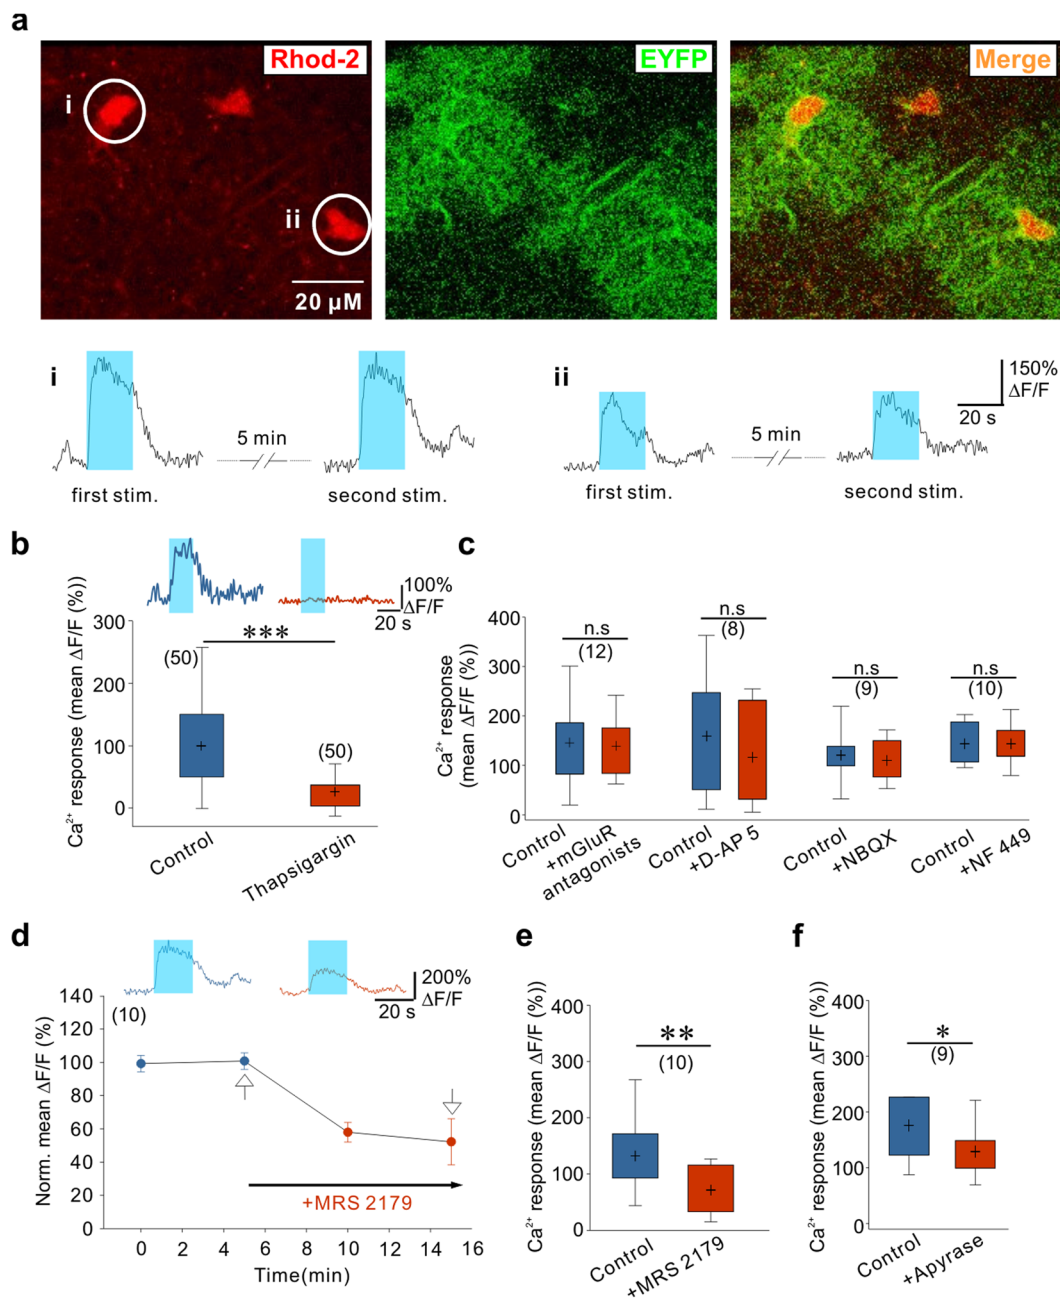 a
Rhod-2
EYFP
Merge
i
ii
20 µM
i
ii
150%
ΔF/F
20 s
5 min
5 min
first stim.
second stim.
first stim.
second stim.
b
c
100%
ΔF/F
20 s
Ca²⁺ response (mean ΔF/F (%))
300
200
100
0
***
(50)
(50)
Control
Thapsigargin
Ca²⁺ response
(mean ΔF/F (%))
400
300
200
100
0
n.s
(12)
n.s
(8)
n.s
(9)
n.s
(10)
Control
+mGluR
antagonists
Control
+D-AP 5
Control
+NBQX
Control
+NF 449
d
e
f
200%
ΔF/F
20 s
Norm. mean ΔF/F (%)
140
120
100
80
60
40
20
0
(10)
+MRS 2179
0 2 4 6 8 10 12 14 16
Time(min)
Ca²⁺ response (mean ΔF/F (%))
400
300
200
100
0
**
(10)
Control
+MRS 2179
Ca²⁺ response (mean ΔF/F (%))
400
300
200
100
0
*
(9)
Control
+Apyrase